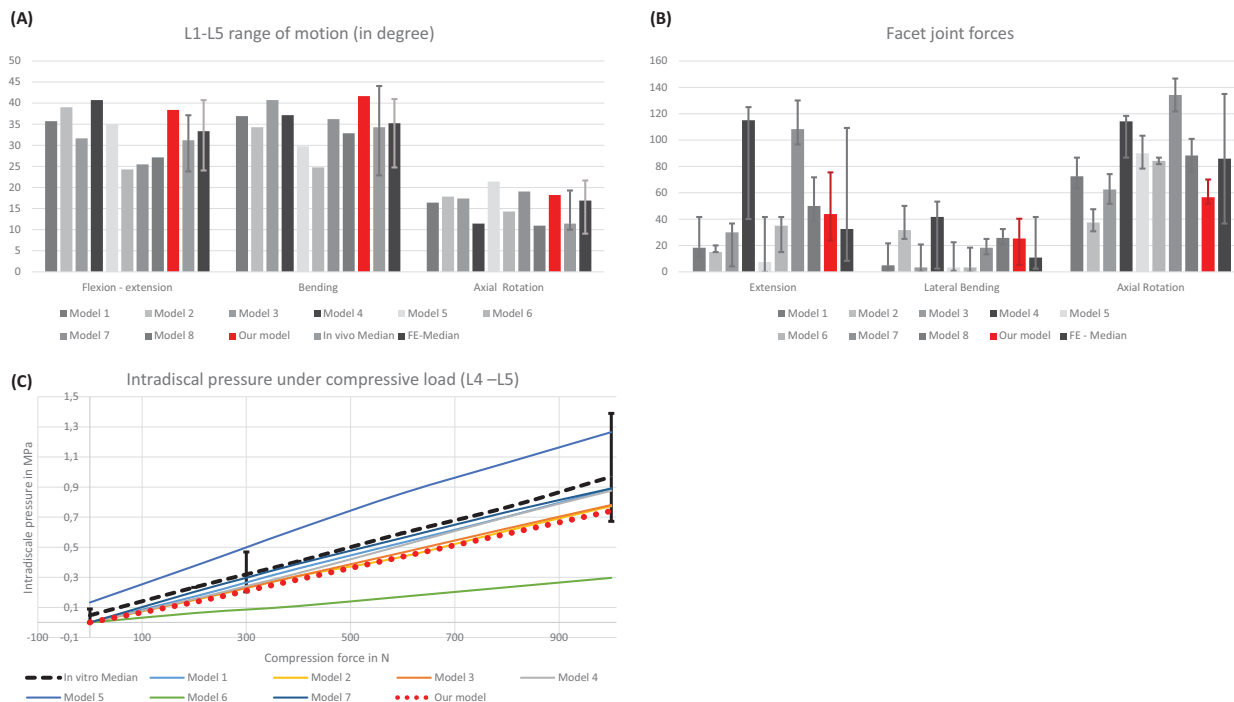 (A)
L1-L5 range of motion (in degree)
50
45
40
35
30
25
20
15
10
5
0
Flexion - extension
Bending
Axial Rotation
Model 1 Model 2 Model 3 Model 4 Model 5 Model 6
Model 7 Model 8 Our model In vivo Median FE-Median
(B)
Facet joint forces
160
140
120
100
80
60
40
20
0
Extension
Lateral Bending
Axial Rotation
Model 1 Model 2 Model 3 Model 4 Model 5
Model 6 Model 7 Model 8 Our model FE - Median
(C)
Intradiscal pressure under compressive load (L4 –L5)
Intradiscale pressure in MPa
1,5
1,3
1,1
0,9
0,7
0,5
0,3
0,1
-0,1
-100 100 300 500 700 900
Compression force in N
In vitro Median Model 1 Model 2 Model 3 Model 4
Model 5 Model 6 Model 7 Our model